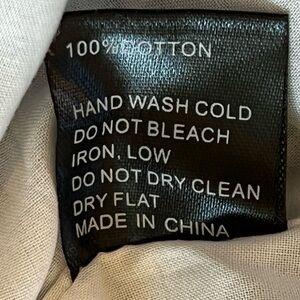 100% COTTON
HAND WASH COLD
DO NOT BLEACH
IRON, LOW
DO NOT DRY CLEAN
DRY FLAT
MADE IN CHINA